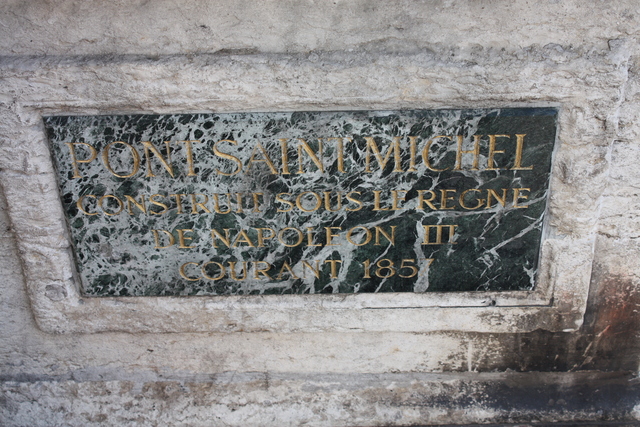 PONT SAINT MICHEL
CONSTRUIT SOUS LE REGNE
DE NAPOLEON III
COURANT 1857